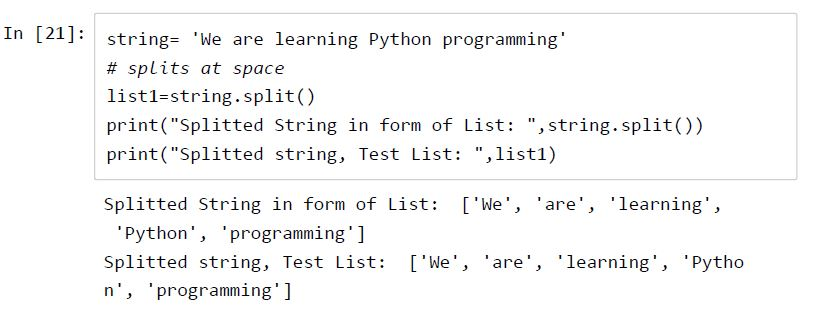 In [21]:
string= 'We are learning Python programming'
# splits at space
list1=string.split()
print("Splitted String in form of List: ",string.split())
print("Splitted string, Test List: ",list1)
Splitted String in form of List:  ['We', 'are', 'learning',
 'Python', 'programming']
Splitted string, Test List:  ['We', 'are', 'learning', 'Pytho
n', 'programming']